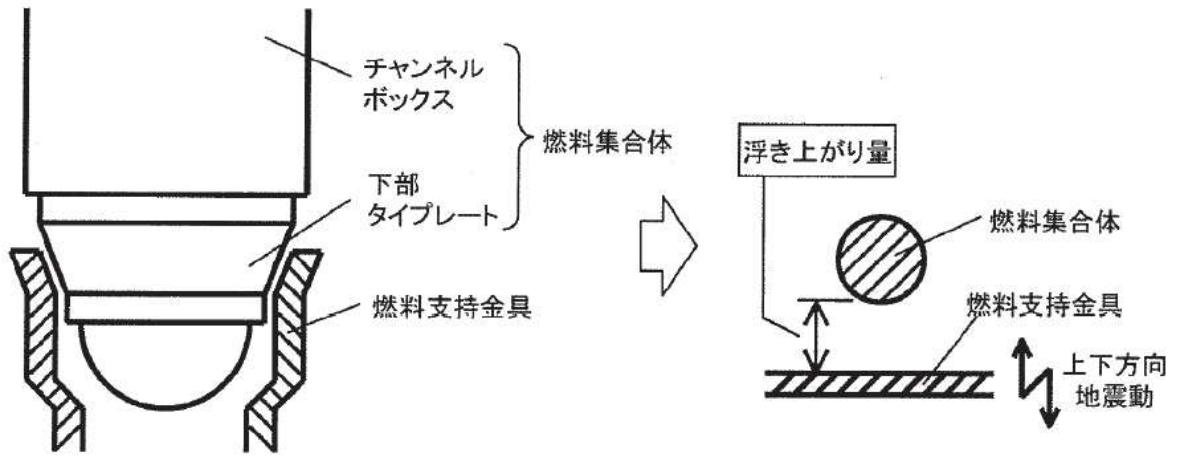 チャンネル
ボックス
燃料集合体
下部
タイプレート
燃料支持金具
浮き上がり量
燃料集合体
燃料支持金具
上下方向
地震動